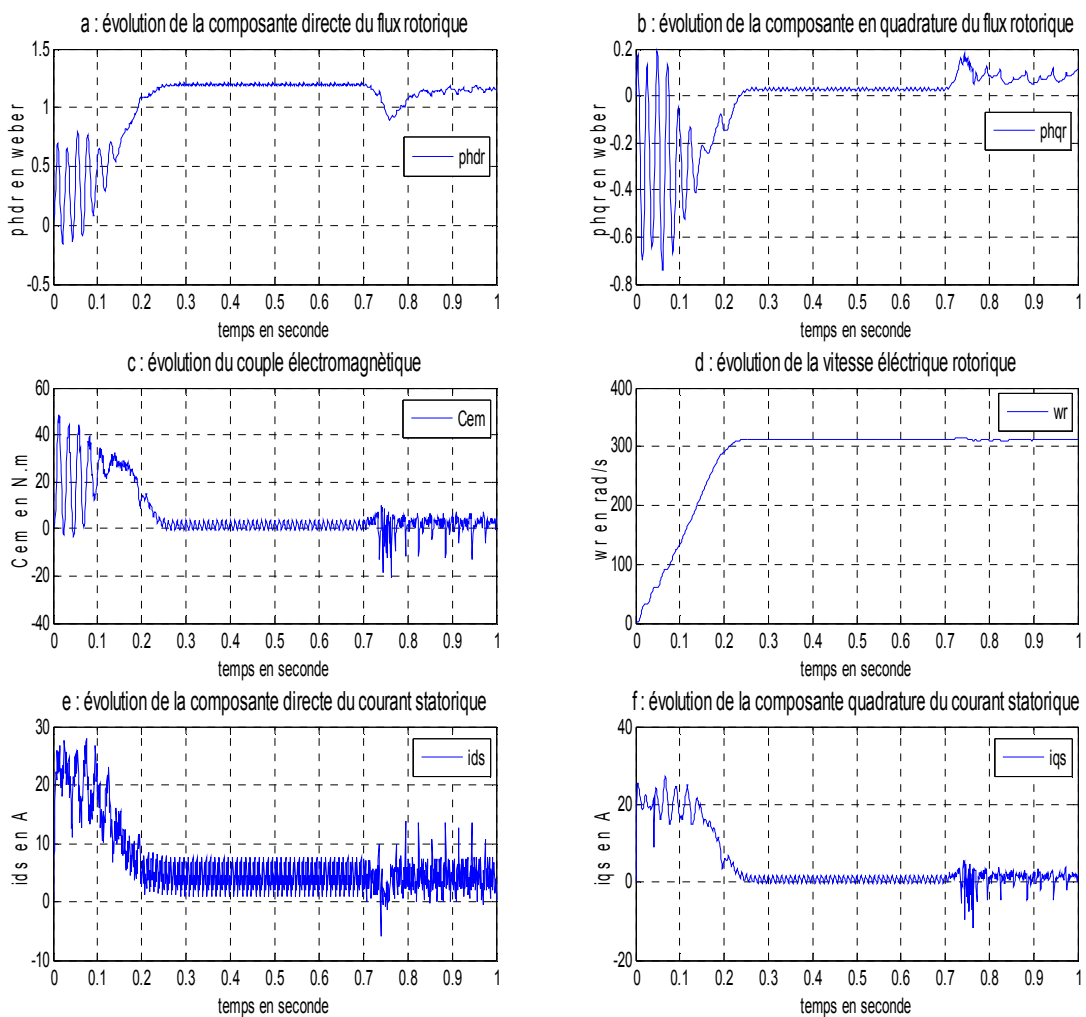 a : évolution de la composante directe du flux rotorique
1.5
1
0.5
0
-0.5
phdr en weber
phdr
0 0.1 0.2 0.3 0.4 0.5 0.6 0.7 0.8 0.9 1
temps en seconde
b : évolution de la composante en quadrature du flux rotorique
0.2
0
-0.2
-0.4
-0.6
0.8
phqr en weber
phqr
0 0.1 0.2 0.3 0.4 0.5 0.6 0.7 0.8 0.9 1
temps en seconde
c : évolution du couple électromagnètique
60
40
20
0
-20
-40
Cem en N.m
Cem
0 0.1 0.2 0.3 0.4 0.5 0.6 0.7 0.8 0.9 1
temps en seconde
d : évolution de la vitesse éléctrique rotorique
400
300
200
100
0
wr en rad/s
wr
0 0.1 0.2 0.3 0.4 0.5 0.6 0.7 0.8 0.9 1
temps en seconde
e : évolution de la composante directe du courant statorique
30
20
10
0
-10
ids en A
ids
0 0.1 0.2 0.3 0.4 0.5 0.6 0.7 0.8 0.9 1
temps en seconde
f : évolution de la composante quadrature du courant statorique
40
20
0
-20
iqs en A
iqs
0 0.1 0.2 0.3 0.4 0.5 0.6 0.7 0.8 0.9 1
temps en seconde